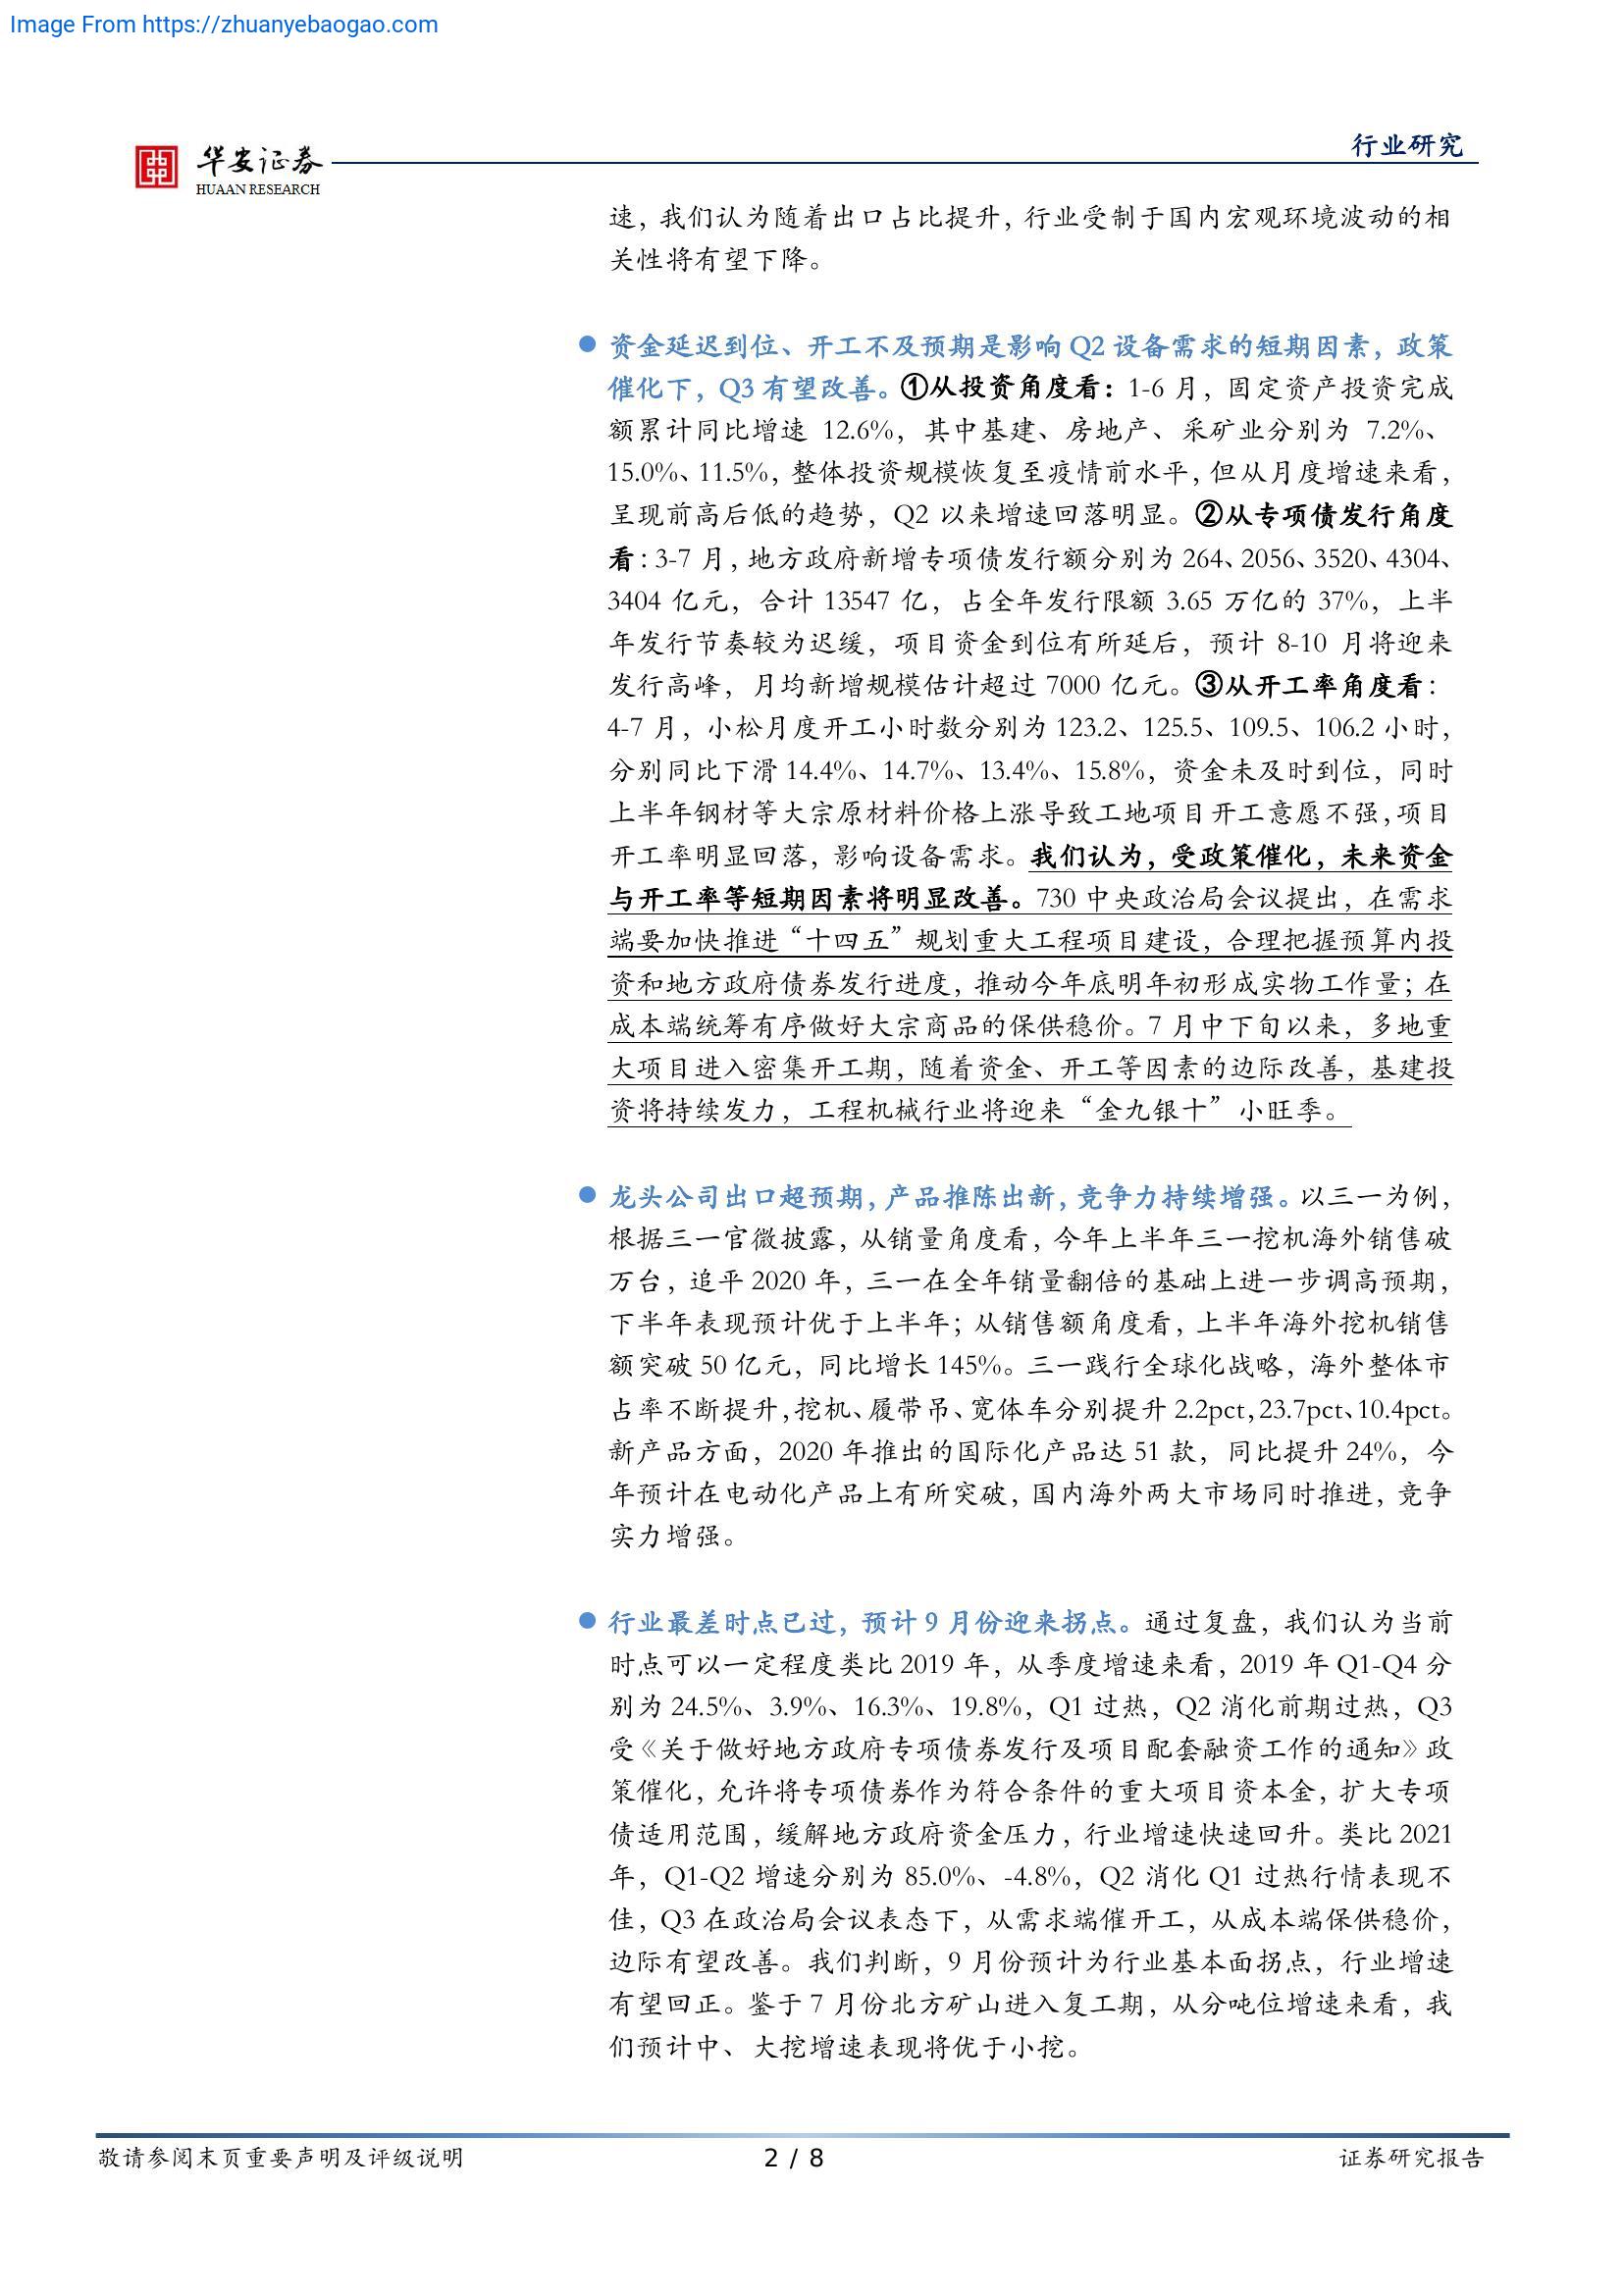 Image From https://zhuanyebaogao.com
行业研究
华安证券
HUAAN RESEARCH
速，我们认为随着出口占比提升，行业受制于国内宏观环境波动的相
关性将有望下降。
● 资金延迟到位、开工不及预期是影响 Q2 设备需求的短期因素，政策
催化下，Q3 有望改善。①从投资角度看：1-6 月，固定资产投资完成
额累计同比增速 12.6%，其中基建、房地产、采矿业分别为 7.2%、
15.0%、11.5%，整体投资规模恢复至疫情前水平，但从月度增速来看，
呈现前高后低的趋势，Q2 以来增速回落明显。②从专项债发行角度
看：3-7 月，地方政府新增专项债发行额分别为 264、2056、3520、4304、
3404 亿元，合计 13547 亿，占全年发行限额 3.65 万亿的 37%，上半
年发行节奏较为迟缓，项目资金到位有所延后，预计 8-10 月将迎来
发行高峰，月均新增规模估计超过 7000 亿元。③从开工率角度看：
4-7 月，小松月度开工小时数分别为 123.2、125.5、109.5、106.2 小时，
分别同比下滑 14.4%、14.7%、13.4%、15.8%，资金未及时到位，同时
上半年钢材等大宗原材料价格上涨导致工地项目开工意愿不强，项目
开工率明显回落，影响设备需求。我们认为，受政策催化，未来资金
与开工率等短期因素将明显改善。730 中央政治局会议提出，在需求
端要加快推进“十四五”规划重大工程项目建设，合理把握预算内投
资和地方政府债券发行进度，推动今年底明年初形成实物工作量；在
成本端统筹有序做好大宗商品的保供稳价。7 月中下旬以来，多地重
大项目进入密集开工期，随着资金、开工等因素的边际改善，基建投
资将持续发力，工程机械行业将迎来“金九银十”小旺季。
● 龙头公司出口超预期，产品推陈出新，竞争力持续增强。以三一为例，
根据三一官微披露，从销量角度看，今年上半年三一挖机海外销售破
万台，追平 2020 年，三一在全年销量翻倍的基础上进一步调高预期，
下半年表现预计优于上半年；从销售额角度看，上半年海外挖机销售
额突破 50 亿元，同比增长 145%。三一践行全球化战略，海外整体市
占率不断提升，挖机、履带吊、宽体车分别提升 2.2pct，23.7pct、10.4pct。
新产品方面，2020 年推出的国际化产品达 51 款，同比提升 24%，今
年预计在电动化产品上有所突破，国内海外两大市场同时推进，竞争
实力增强。
● 行业最差时点已过，预计 9 月份迎来拐点。通过复盘，我们认为当前
时点可以一定程度类比 2019 年，从季度增速来看，2019 年 Q1-Q4 分
别为 24.5%、3.9%、16.3%、19.8%，Q1 过热，Q2 消化前期过热，Q3
受《关于做好地方政府专项债券发行及项目配套融资工作的通知》政
策催化，允许将专项债券作为符合条件的重大项目资本金，扩大专项
债适用范围，缓解地方政府资金压力，行业增速快速回升。类比 2021
年，Q1-Q2 增速分别为 85.0%、-4.8%，Q2 消化 Q1 过热行情表现不
佳，Q3 在政治局会议表态下，从需求端催开工，从成本端保供稳价，
边际有望改善。我们判断，9 月份预计为行业基本面拐点，行业增速
有望回正。鉴于 7 月份北方矿山进入复工期，从分吨位增速来看，我
们预计中、大挖增速表现将优于小挖。
敬请参阅末页重要声明及评级说明
2 / 8
证券研究报告